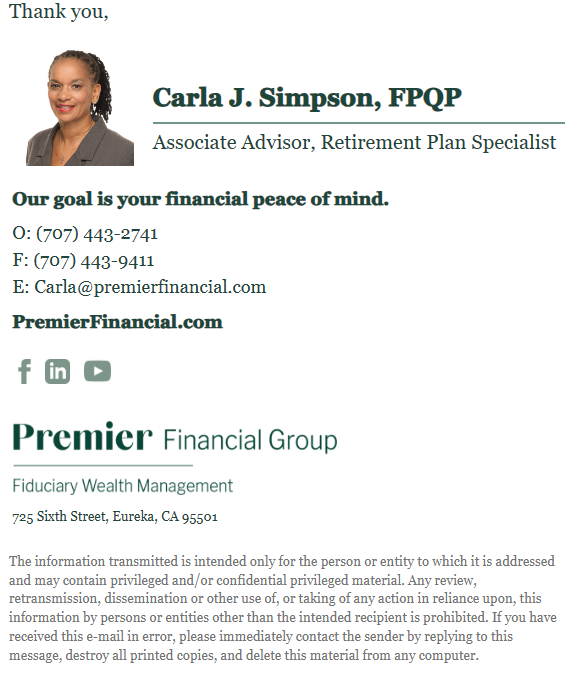 Thank you,
Carla J. Simpson, FPQP
Associate Advisor, Retirement Plan Specialist
Our goal is your financial peace of mind.
O: (707) 443-2741
F: (707) 443-9411
E: Carla@premierfinancial.com
PremierFinancial.com
f in
Premier Financial Group
Fiduciary Wealth Management
725 Sixth Street, Eureka, CA 95501
The information transmitted is intended only for the person or entity to which it is addressed
and may contain privileged and/or confidential privileged material. Any review,
retransmission, dissemination or other use of, or taking of any action in reliance upon, this
information by persons or entities other than the intended recipient is prohibited. If you have
received this e-mail in error, please immediately contact the sender by replying to this
message, destroy all printed copies, and delete this material from any computer.